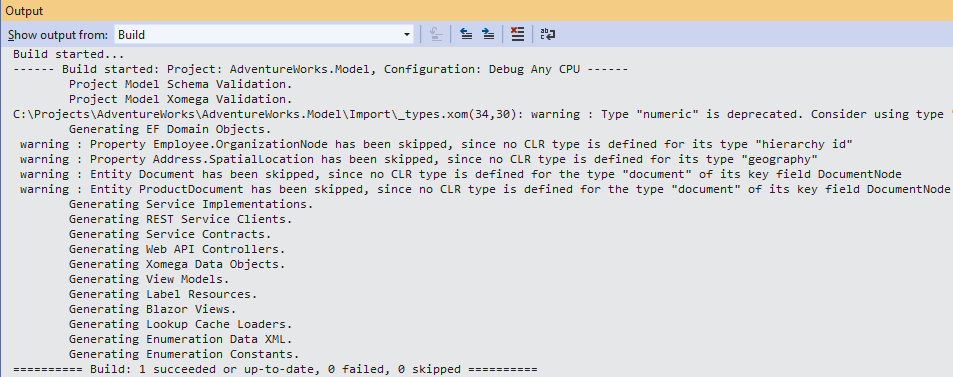 Output
Show output from: Build
Build started...
------ Build started: Project: AdventureWorks.Model, Configuration: Debug Any CPU ------
Project Model Schema Validation.
Project Model Xomega Validation.
C:\Projects\AdventureWorks\AdventureWorks.Model\Import\_types.xom(34,30): warning : Type "numeric" is deprecated. Consider using type "
Generating EF Domain Objects.
warning : Property Employee.OrganizationNode has been skipped, since no CLR type is defined for its type "hierarchy id"
warning : Property Address.SpatialLocation has been skipped, since no CLR type is defined for its type "geography"
warning : Entity Document has been skipped, since no CLR type is defined for the type "document" of its key field DocumentNode
warning : Entity ProductDocument has been skipped, since no CLR type is defined for the type "document" of its key field DocumentNode
Generating Service Implementations.
Generating REST Service Clients.
Generating Service Contracts.
Generating Web API Controllers.
Generating Xomega Data Objects.
Generating View Models.
Generating Label Resources.
Generating Blazor Views.
Generating Lookup Cache Loaders.
Generating Enumeration Data XML.
Generating Enumeration Constants.
========== Build: 1 succeeded or up-to-date, 0 failed, 0 skipped ==========